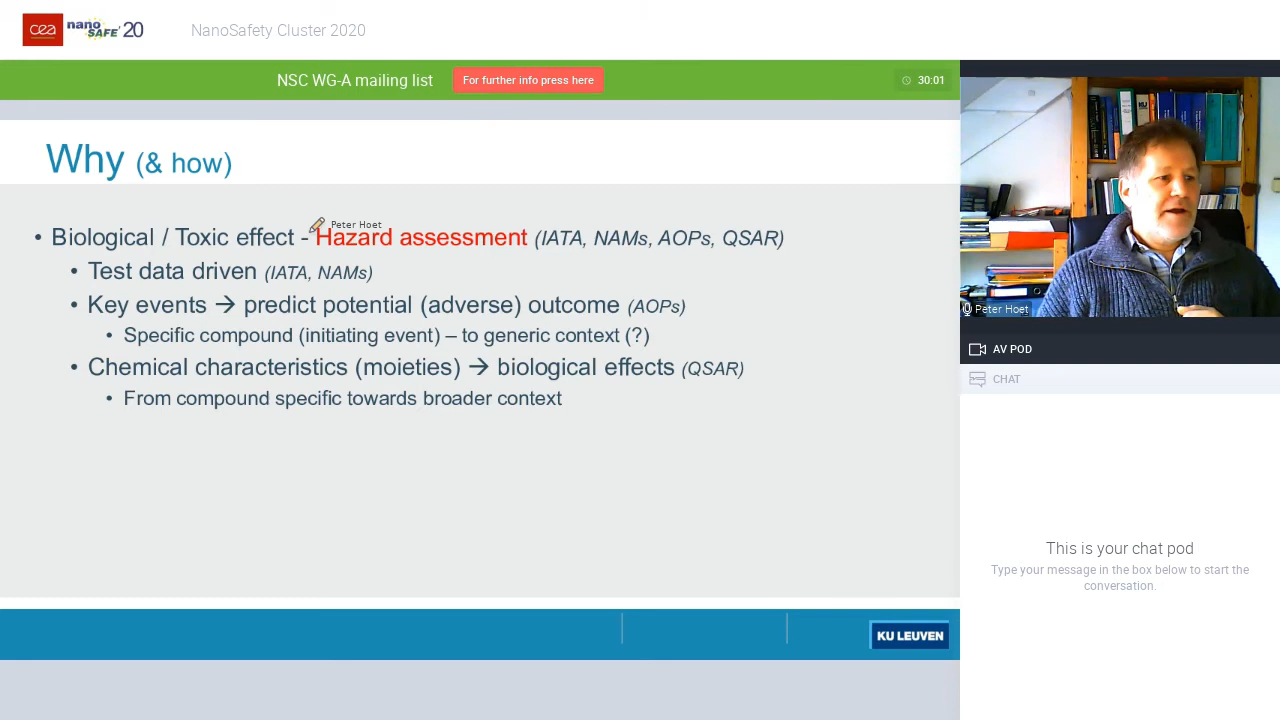 cea nano SAFE' 20
NanoSafety Cluster 2020
NSC WG-A mailing list
For further info press here
30:01
Why (& how)
Peter Hoet
• Biological / Toxic effect - Hazard assessment (IATA, NAMs, AOPs, QSAR)
• Test data driven (IATA, NAMs)
• Key events → predict potential (adverse) outcome (AOPs)
• Specific compound (initiating event) – to generic context (?)
• Chemical characteristics (moieties) → biological effects (QSAR)
• From compound specific towards broader context
KU LEUVEN
Peter Hoet
AV POD
CHAT
This is your chat pod
Type your message in the box below to start the
conversation.